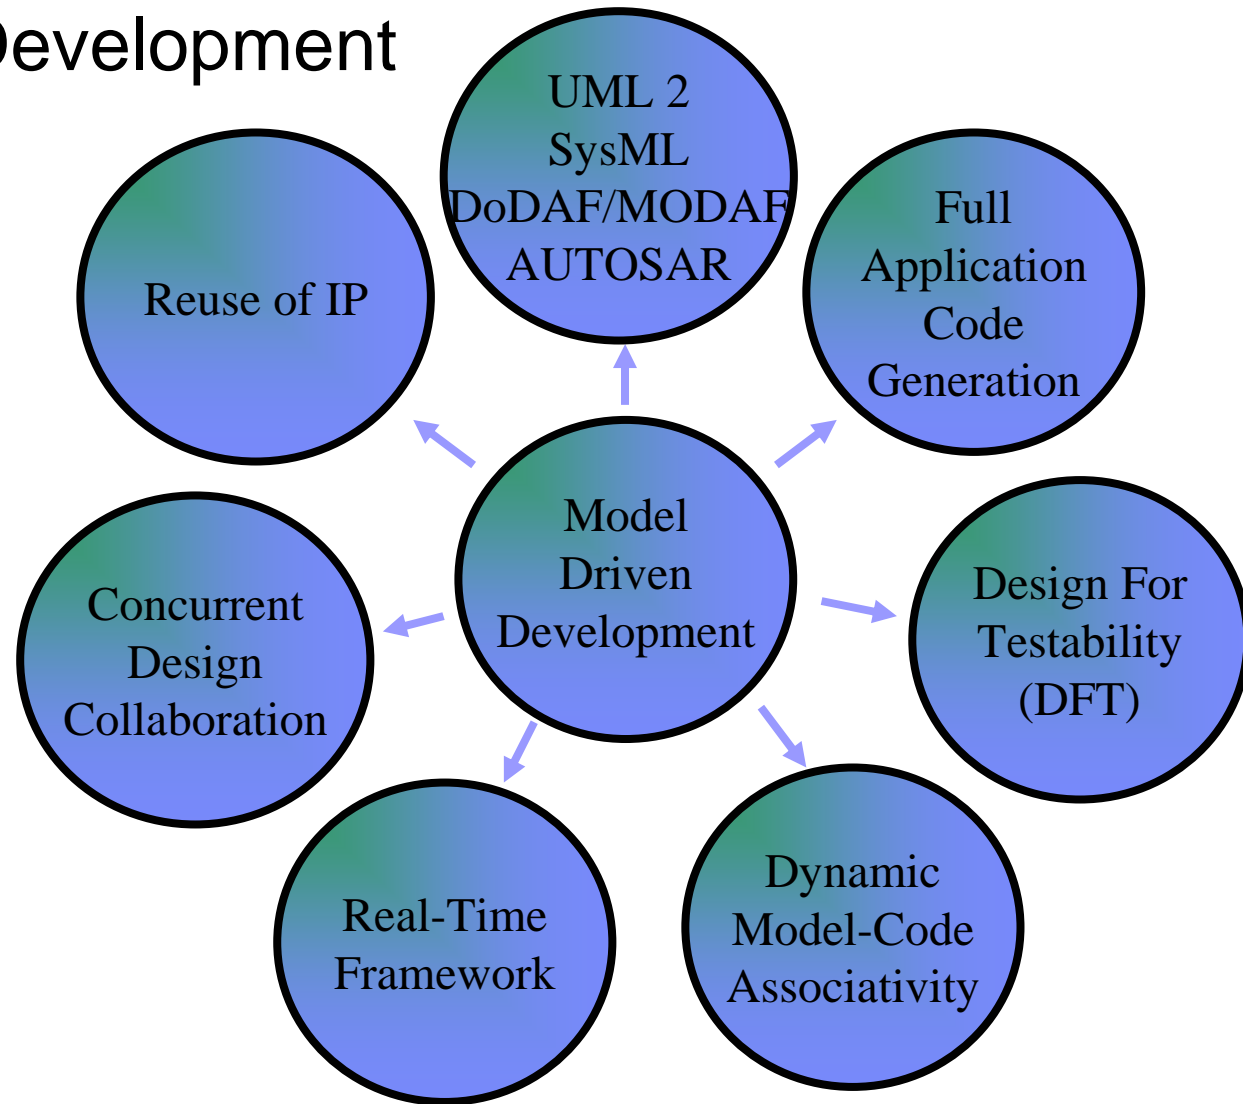 Development
UML 2
SysML
DoDAF/MODAF
AUTOSAR
Full
Application
Code
Generation
Reuse of IP
Model
Driven
Development
Design For
Testability
(DFT)
Concurrent
Design
Collaboration
Dynamic
Model-Code
Associativity
Real-Time
Framework